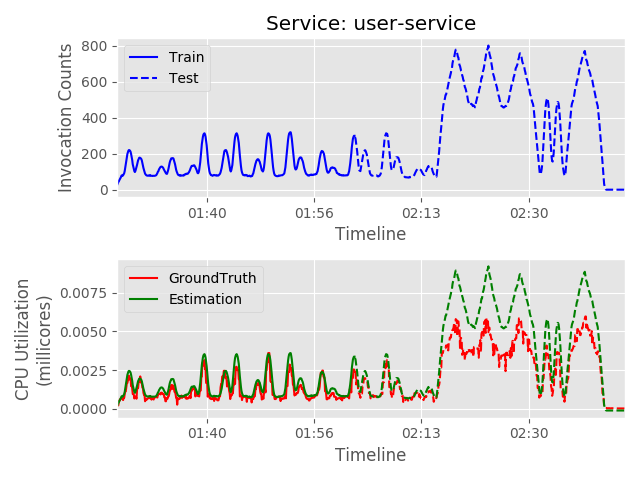 Service: user-service
Invocation Counts
800
600
400
200
0
Train
Test
01:40
01:56
02:13
02:30
Timeline
CPU Utilization
(millicores)
0.0075
0.0050
0.0025
0.0000
GroundTruth
Estimation
01:40
01:56
02:13
02:30
Timeline